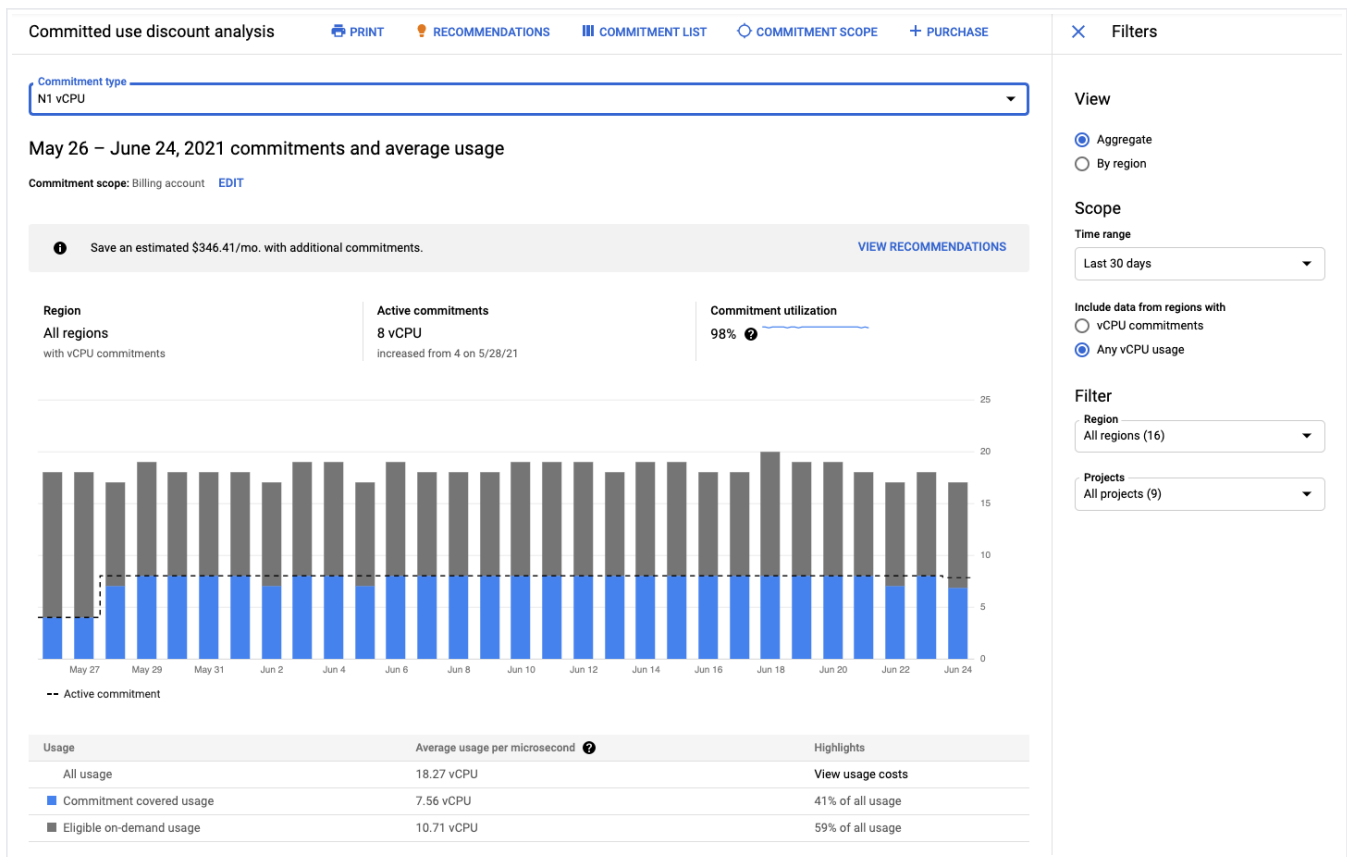 Committed use discount analysis PRINT RECOMMENDATIONS COMMITMENT LIST COMMITMENT SCOPE PURCHASE
Commitment type
N1 vCPU
May 26 – June 24, 2021 commitments and average usage
Commitment scope: Billing account EDIT
Save an estimated $346.41/mo. with additional commitments. VIEW RECOMMENDATIONS
Region
All regions
with vCPU commitments
Active commitments
8 vCPU
increased from 4 on 5/28/21
Commitment utilization
98%
25
20
15
10
5
0
May 27 May 29 May 31 Jun 2 Jun 4 Jun 6 Jun 8 Jun 10 Jun 12 Jun 14 Jun 16 Jun 18 Jun 20 Jun 22 Jun 24
Active commitment
Usage Average usage per microsecond Highlights
All usage 18.27 vCPU View usage costs
Commitment covered usage 7.56 vCPU 41% of all usage
Eligible on-demand usage 10.71 vCPU 59% of all usage
Filters
View
Aggregate
By region
Scope
Time range
Last 30 days
Include data from regions with
vCPU commitments
Any vCPU usage
Filter
Region
All regions (16)
Projects
All projects (9)